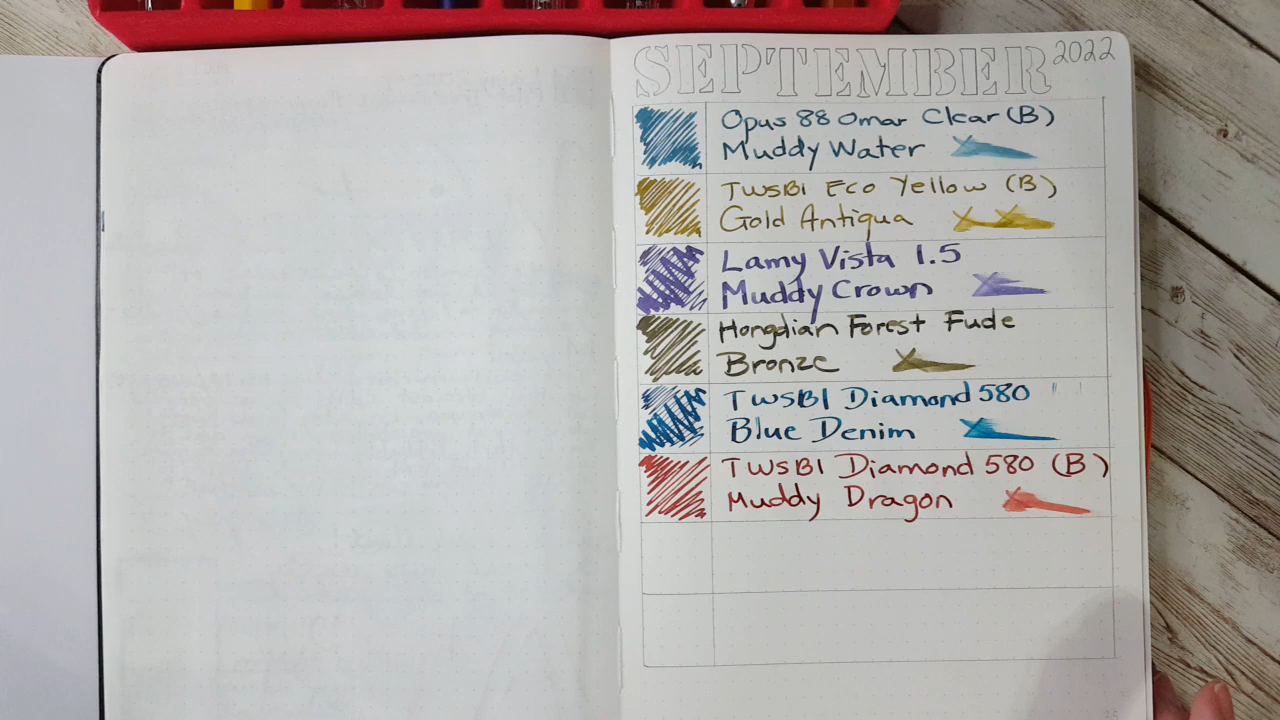 SEPTEMBER 2022
Opus 88 Omar Clear (B)
Muddy Water
TWSBI Eco Yellow (B)
Gold Antiqua
Lamy Vista 1.5
Muddy Crown
Hongdian Forest Fude
Bronze
TWSBI Diamond 580
Blue Denim
TWSBI Diamond 580 (B)
Muddy Dragon